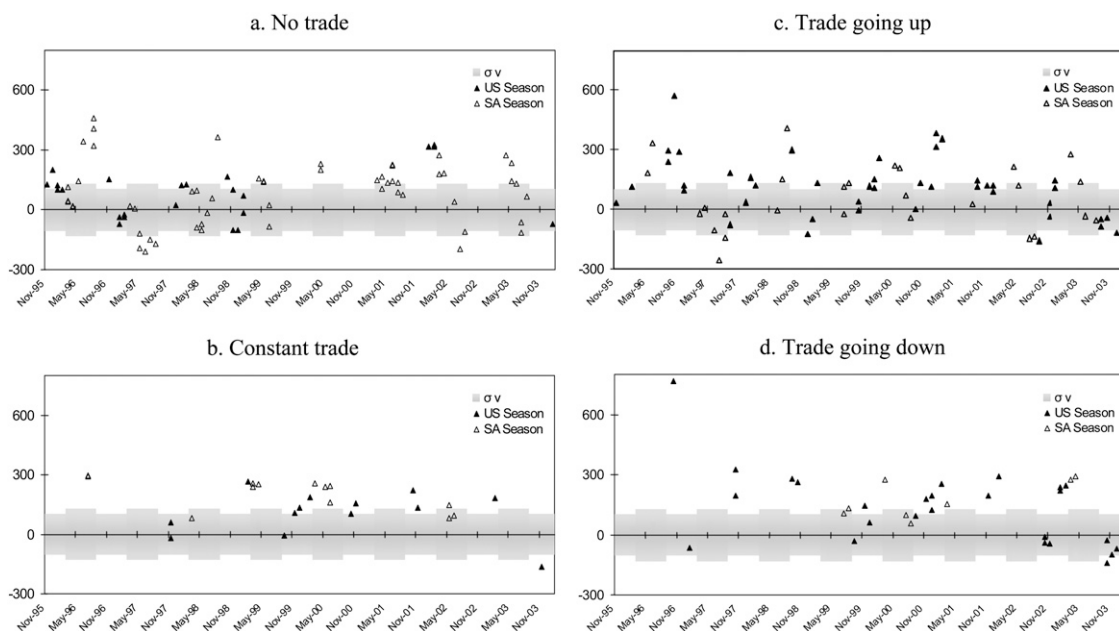 a. No trade
600
300
0
-300
σ v
US Season
SA Season
Nov-95
May-96
Nov-96
May-97
Nov-97
May-98
Nov-98
May-99
Nov-99
May-00
Nov-00
May-01
Nov-01
May-02
Nov-02
May-03
Nov-03
b. Constant trade
600
300
0
-300
σ v
US Season
SA Season
Nov-95
May-96
Nov-96
May-97
Nov-97
May-98
Nov-98
May-99
Nov-99
May-00
Nov-00
May-01
Nov-01
May-02
Nov-02
May-03
Nov-03
c. Trade going up
600
300
0
-300
σ v
US Season
SA Season
Nov-95
May-96
Nov-96
May-97
Nov-97
May-98
Nov-98
May-99
Nov-99
May-00
Nov-00
May-01
Nov-01
May-02
Nov-02
May-03
Nov-03
d. Trade going down
600
300
0
-300
σ v
US Season
SA Season
Nov-95
May-96
Nov-96
May-97
Nov-97
May-98
Nov-98
May-99
Nov-99
May-00
Nov-00
May-01
Nov-01
May-02
Nov-02
May-03
Nov-03